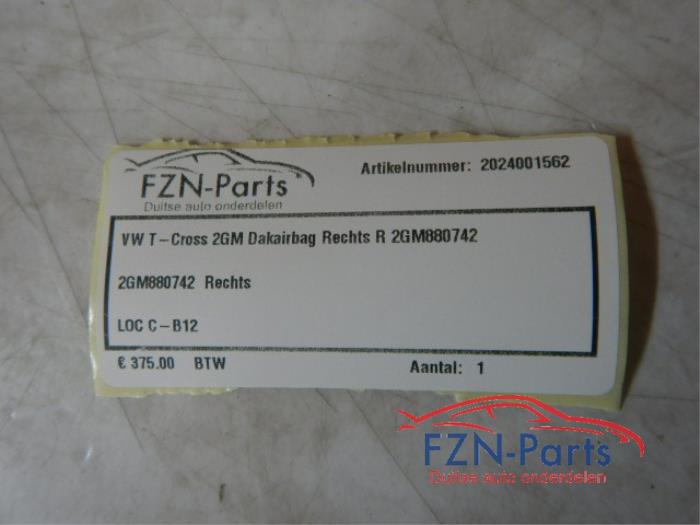 FZN-Parts
Duitse auto onderdelen
Artikelnummer: 2024001562
VW T-Cross 2GM Dakairbag Rechts R 2GM880742
2GM880742 Rechts
LOC C-B12
€ 375.00 BTW
Aantal: 1
FZN-Parts
Duitse auto onderdelen